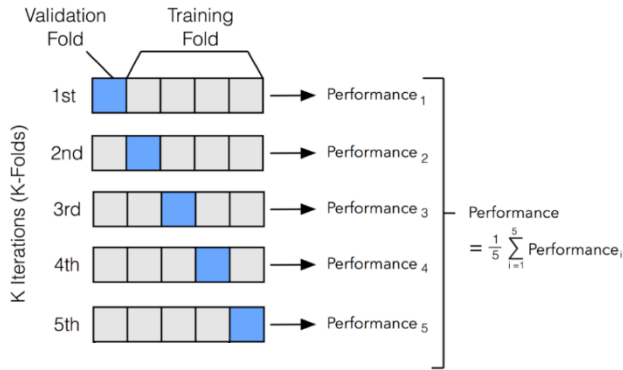 Validation
Fold
Training
Fold
K Iterations (K-Folds)
1st
Performance 1
2nd
Performance 2
3rd
Performance 3
4th
Performance 4
5th
Performance 5
Performance
= 1/5 5 ∑ i=1 Performance i